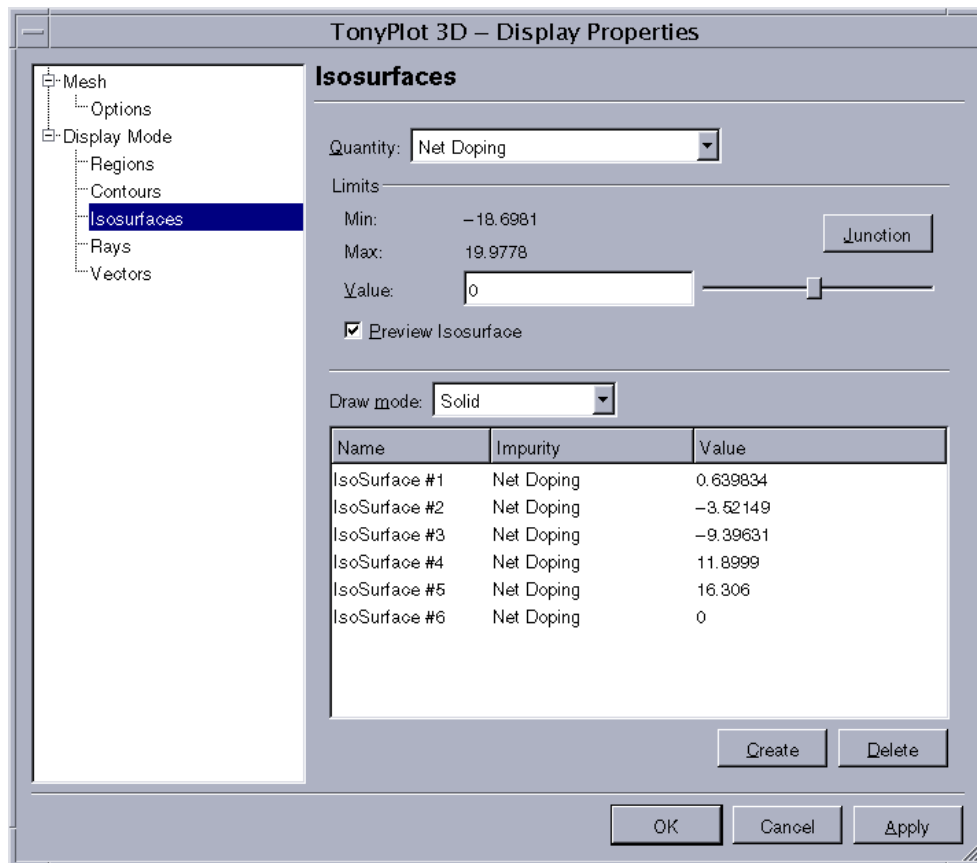 TonyPlot 3D – Display Properties
Mesh
Options
Display Mode
Regions
Contours
Isosurfaces
Rays
Vectors
Isosurfaces
Quantity: Net Doping
Limits
Min: −18.6981
Max: 19.9778
Junction
Value: 0
Preview Isosurface
Draw mode: Solid
Name Impurity Value
IsoSurface #1 Net Doping 0.639834
IsoSurface #2 Net Doping −3.52149
IsoSurface #3 Net Doping −9.39631
IsoSurface #4 Net Doping 11.8999
IsoSurface #5 Net Doping 16.306
IsoSurface #6 Net Doping 0
Create Delete
OK Cancel Apply